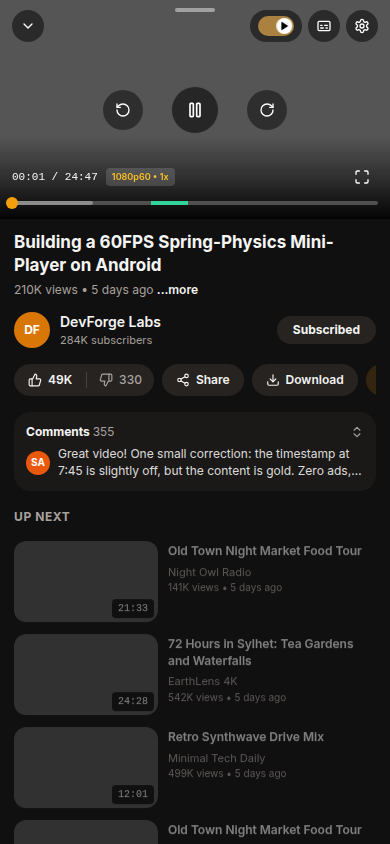 00:01 / 24:47
1080p60 • 1x
Building a 60FPS Spring-Physics Mini-
Player on Android
210K views • 5 days ago ...more
DF
DevForge Labs
284K subscribers
Subscribed
49K
330
Share
Download
Comments 355
SA
Great video! One small correction: the timestamp at
7:45 is slightly off, but the content is gold. Zero ads,...
UP NEXT
21:33
Old Town Night Market Food Tour
Night Owl Radio
141K views • 5 days ago
24:28
72 Hours in Sylhet: Tea Gardens
and Waterfalls
EarthLens 4K
542K views • 5 days ago
12:01
Retro Synthwave Drive Mix
Minimal Tech Daily
499K views • 5 days ago
Old Town Night Market Food Tour